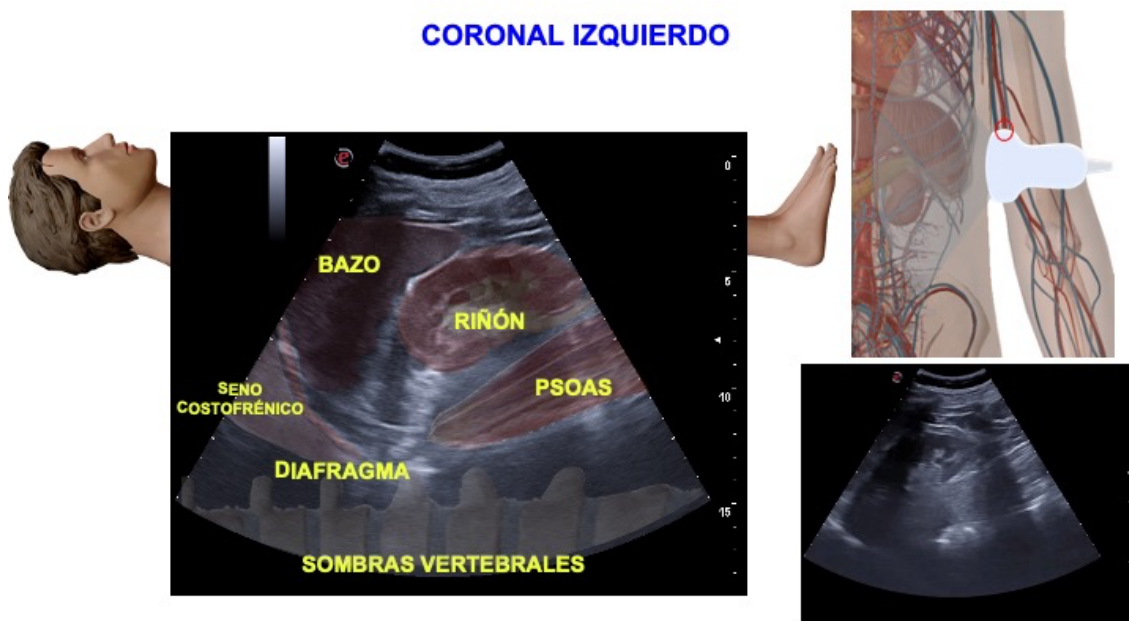 CORONAL IZQUIERDO
e
0
BAZO
5
RIÑÓN
SENO
COSTOFRÉNICO
PSOAS
10
DIAFRAGMA
15
SOMBRAS VERTEBRALES